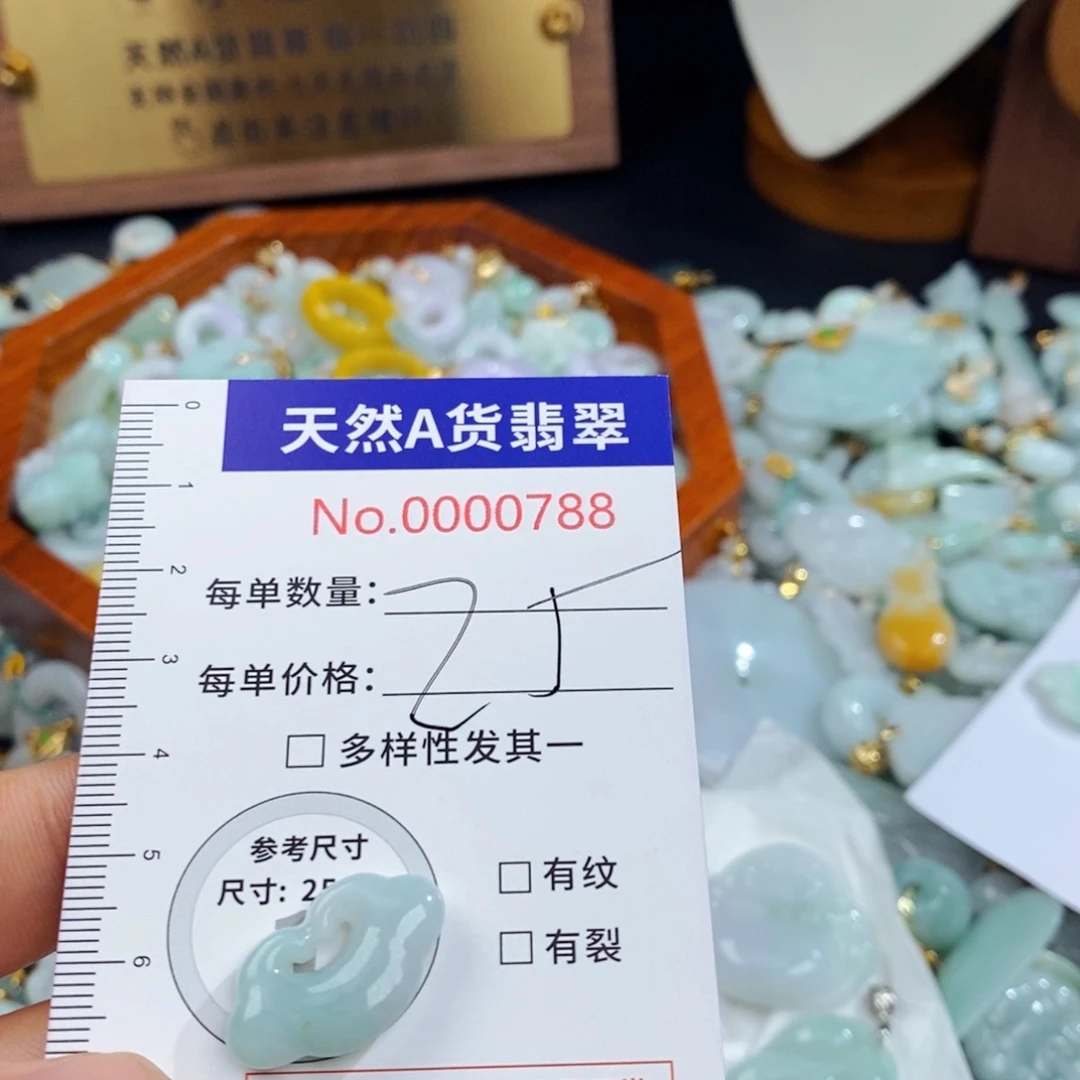 天然A货翡翠
No.0000788
每单数量:
每单价格:
25
□ 多样性发其一
参考尺寸
尺寸: 25
□ 有纹
□ 有裂
0
1
2
3
4
5
6